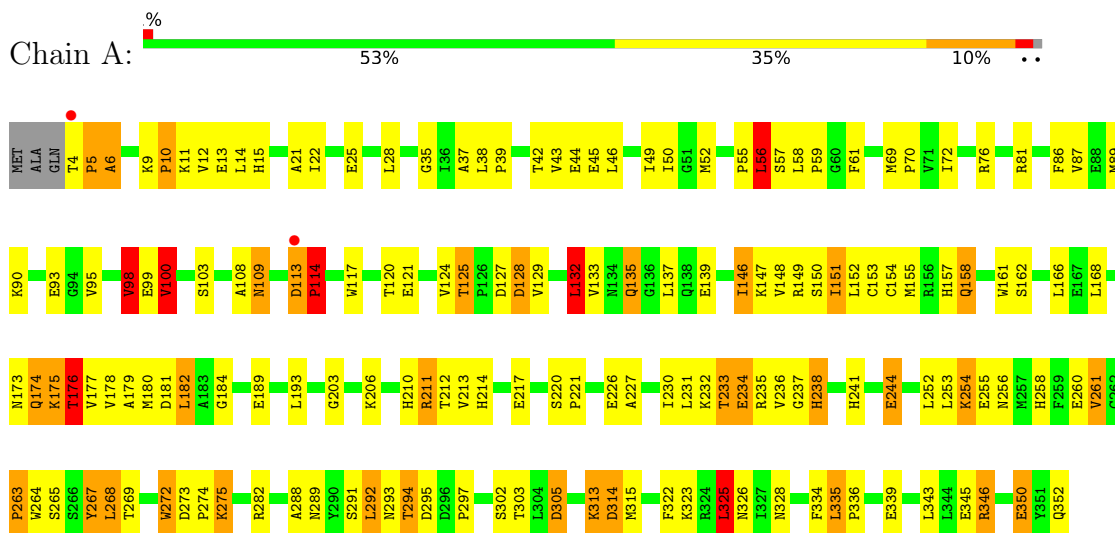 %
Chain A:
53% 35% 10% ..
MET ALA GLN T4 P5 A6 K9 P10 K11 V12 E13 L14 H15 A21 I22 E25 L28 G35 I36 A37 L38 P39 T42 V43 E44 E45 L46 I49 I50 G51 M52 P55 L56 S57 L58 P59 G60 F61 M69 P70 V71 I72 R76 R81 F86 V87 E88 M89
K90 E93 G94 V95 V98 E99 V100 S103 A108 N109 D113 P114 W117 T120 E121 V124 T125 P126 D127 D128 V129 L132 V133 N134 Q135 G136 L137 Q138 E139 I146 K147 V148 R149 S150 I151 L152 C153 C154 M155 R156 H157 Q158 W161 S162 L166 E167 L168
N173 Q174 K175 T176 V177 V178 A179 M180 D181 L182 A183 G184 E189 L193 G203 K206 H210 R211 T212 V213 H214 E217 S220 P221 E226 A227 I230 L231 K232 T233 E234 R235 V236 G237 H238 H241 E244 L252 L253 K254 E255 N256 M257 H258 F259 E260 V261 C262
P263 W264 S265 S266 Y267 L268 T269 W272 D273 P274 K275 R282 A288 N289 Y290 S291 L292 N293 T294 D295 D296 P297 S302 T303 L304 D305 K313 D314 M315 F322 K323 R324 L325 N326 I327 N328 F334 L335 P336 E339 L343 L344 E345 R346 E350 Y351 Q352